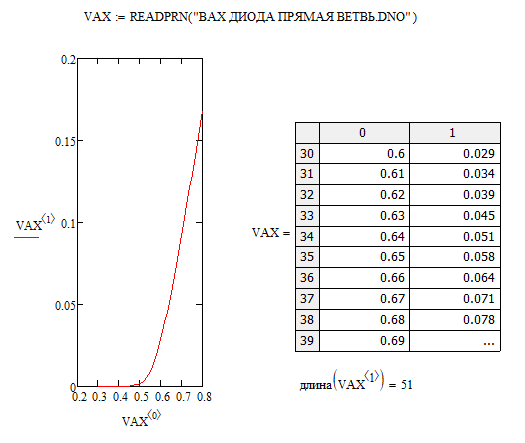 VAX := READPRN("ВАХ ДИОДА ПРЯМАЯ ВЕТВЬ.DNO")
0.2
0.15
0.1
0.05
0
VAX⟨1⟩
0.2 0.3 0.4 0.5 0.6 0.7 0.8
VAX⟨0⟩
VAX =
0 1
30 0.6 0.029
31 0.61 0.034
32 0.62 0.039
33 0.63 0.045
34 0.64 0.051
35 0.65 0.058
36 0.66 0.064
37 0.67 0.071
38 0.68 0.078
39 0.69 ...
длина(VAX⟨1⟩) = 51